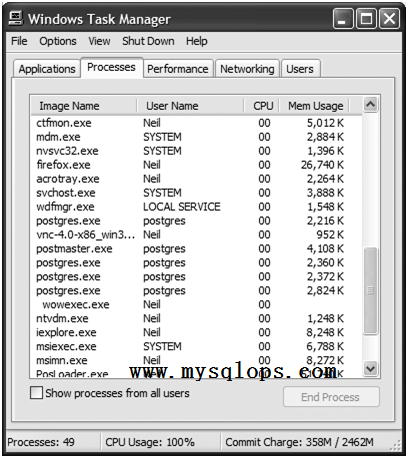 Windows Task Manager
File Options View Shut Down Help
Applications Processes Performance Networking Users
Image Name User Name CPU Mem Usage
ctfmon.exe Neil 00 5,012 K
mdm.exe SYSTEM 00 2,884 K
nvsvc32.exe SYSTEM 00 1,396 K
firefox.exe Neil 00 26,740 K
acrotray.exe Neil 00 2,264 K
svchost.exe SYSTEM 00 3,888 K
wdfmgr.exe LOCAL SERVICE 00 1,548 K
postgres.exe postgres 00 2,216 K
vnc-4.0-x86_win3... Neil 00 952 K
postmaster.exe postgres 00 4,108 K
postgres.exe postgres 00 2,360 K
postgres.exe postgres 00 2,372 K
postgres.exe postgres 00 2,824 K
wowexec.exe Neil 00
ntvdm.exe Neil 00 1,248 K
iexplore.exe Neil 00 8,248 K
msiexec.exe SYSTEM 00 6,788 K
msimn.exe Neil 00 8,272 K
PosLoader.exe Neil
www.mysqlops.com
Show processes from all users End Process
Processes: 49 CPU Usage: 100% Commit Charge: 358M / 2462M